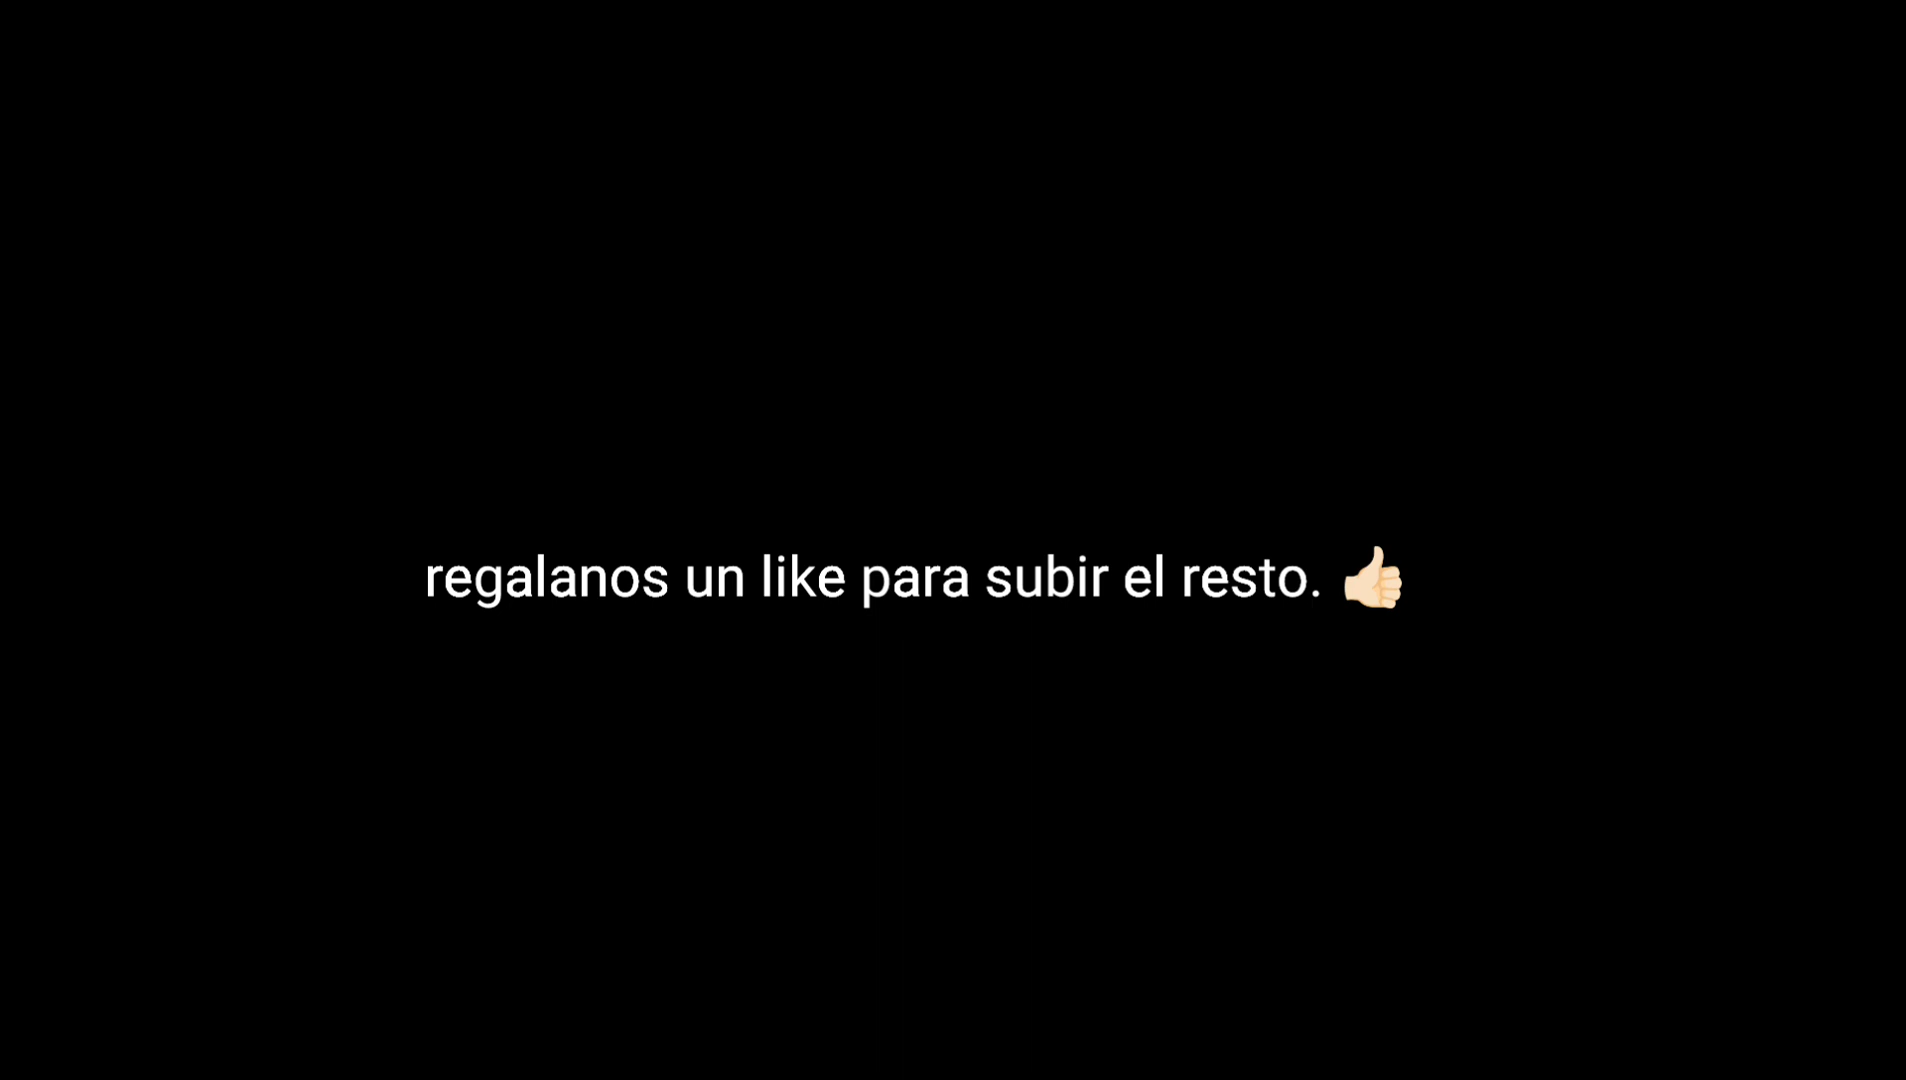 regalanos un like para subir el resto. 👍🏻